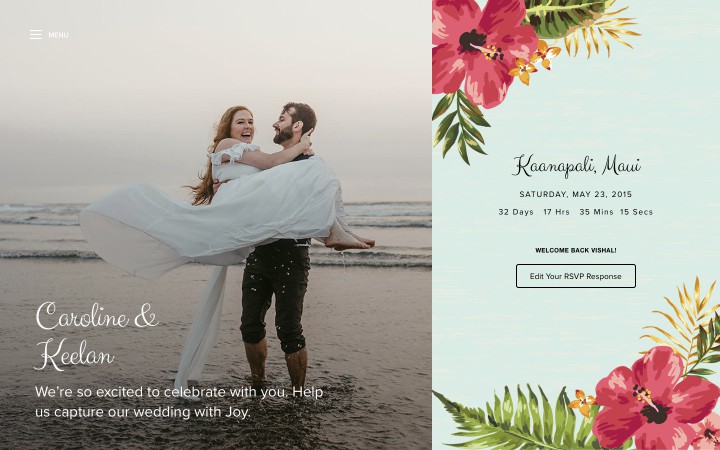 MENU
Caroline &
Keelan
We're so excited to celebrate with you. Help
us capture our wedding with Joy.
Kaanapali, Maui
SATURDAY, MAY 23, 2015
32 Days 17 Hrs 35 Mins 15 Secs
WELCOME BACK VISHAL!
Edit Your RSVP Response